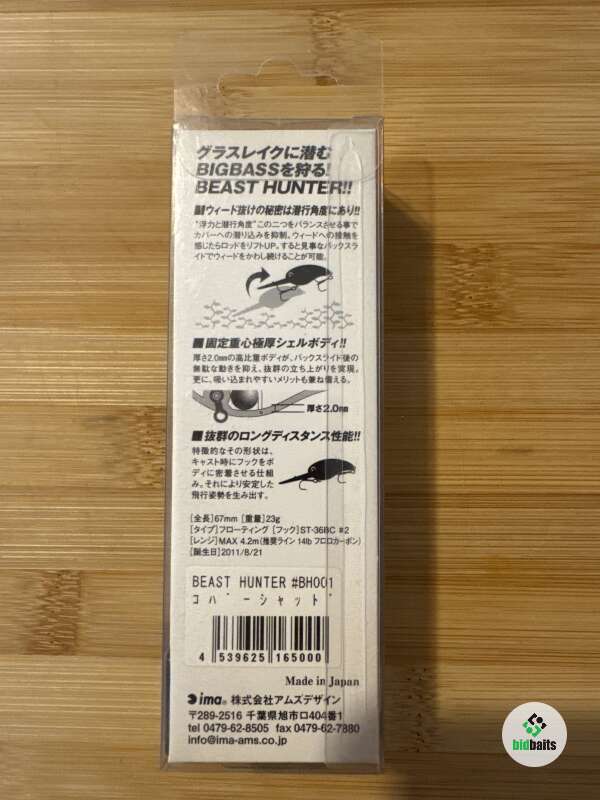 グラスレイクに潜む
BIGBASSを狩る!
BEAST HUNTER!!
■ウィード抜けの秘密は潜行角度にあり!!
"浮力と潜行角度"この二つをバランスさせる事で
カバーへの潜り込みを抑制。ウィードへの接触を
感じたらロッドをリフトUP。すると見事なバックスライ
ドでウィードをかわし続けることが可能。
■固定重心極厚シェルボディ!!
厚さ2.0mmの高比重ボディが、バックスライド後の
無駄な動きを抑え、抜群の立ち上がりを実現。
更に、吸い込まれやすいメリットも兼ね備える。
厚さ2.0mm
■抜群のロングディスタンス性能!!
特徴的なその形状は、
キャスト時にフックをボ
ディに密着させる仕組
み。それにより安定した
飛行姿勢を生み出す。
[全長]67mm [重量]23g
[タイプ]フローティング [フック]ST-36BC #2
[レンジ]MAX 4.2m(推奨ライン 14lb フロロカーボン)
[誕生日]2011/8/21
BEAST HUNTER #BH001
コパーシャッド
4 539625 165000
Made in Japan
ima® 株式会社アムズデザイン
〒289-2516 千葉県旭市ロ404番1
tel 0479-62-8505 fax 0479-62-7880
info@ima-ams.co.jp
bidbaits